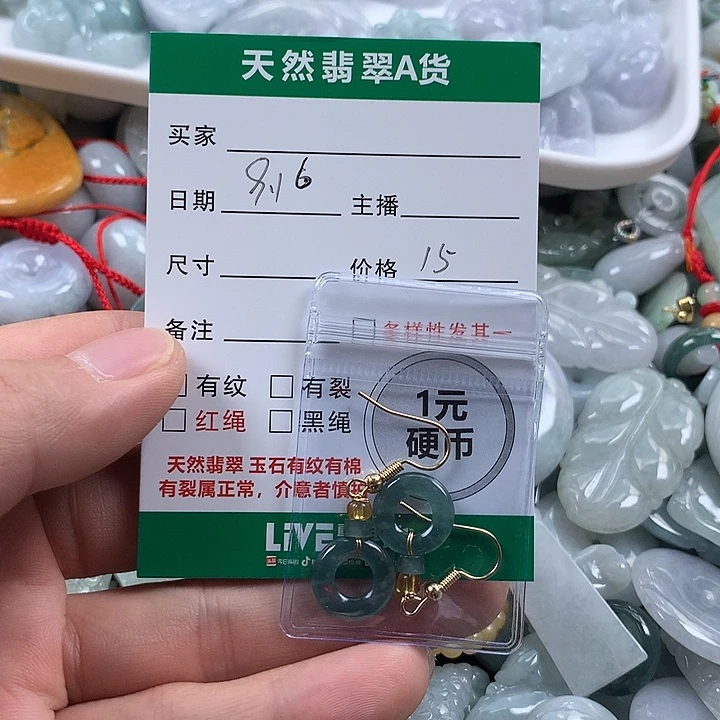 天然翡翠A货
买家
日期 8.16 主播
尺寸 价格 15
备注 多样性发其一
有纹 有裂
红绳 黑绳
1元
硬币
天然翡翠 玉石有纹有棉
有裂属正常，介意者慎
LiVE